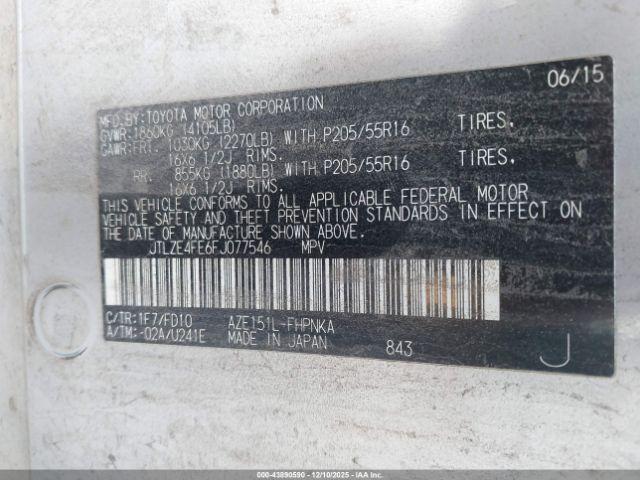 06/15
MFD.BY:TOYOTA MOTOR CORPORATION
GVWR:1860KG (4105LB)
GAWR:FRT. 1030KG (2270LB) WITH P205/55R16 TIRES,
16X6 1/2J RIMS.
RR. 855KG (1880LB) WITH P205/55R16 TIRES,
16X6 1/2J RIMS.
THIS VEHICLE CONFORMS TO ALL APPLICABLE FEDERAL MOTOR
VEHICLE SAFETY AND THEFT PREVENTION STANDARDS IN EFFECT ON
THE DATE OF MANUFACTURE SHOWN ABOVE.
JTLZE4FE6FJ077546 MPV
C/TR:1F7/FD10 AZE151L-FHPNKA
A/TM:-02A/U241E MADE IN JAPAN 843 J
000-43890590 - 12/10/2025 - IAA Inc.